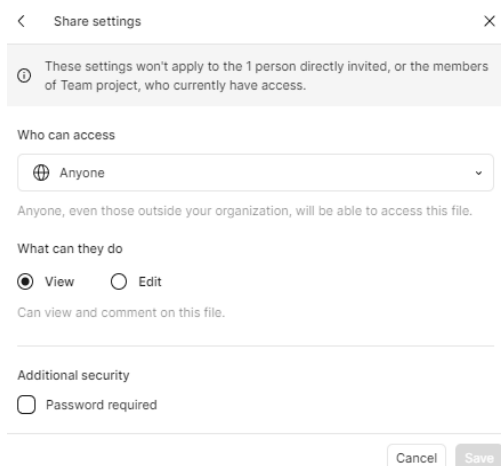 Share settings
These settings won't apply to the 1 person directly invited, or the members
of Team project, who currently have access.
Who can access
Anyone
Anyone, even those outside your organization, will be able to access this file.
What can they do
View Edit
Can view and comment on this file.
Additional security
Password required
Cancel Save